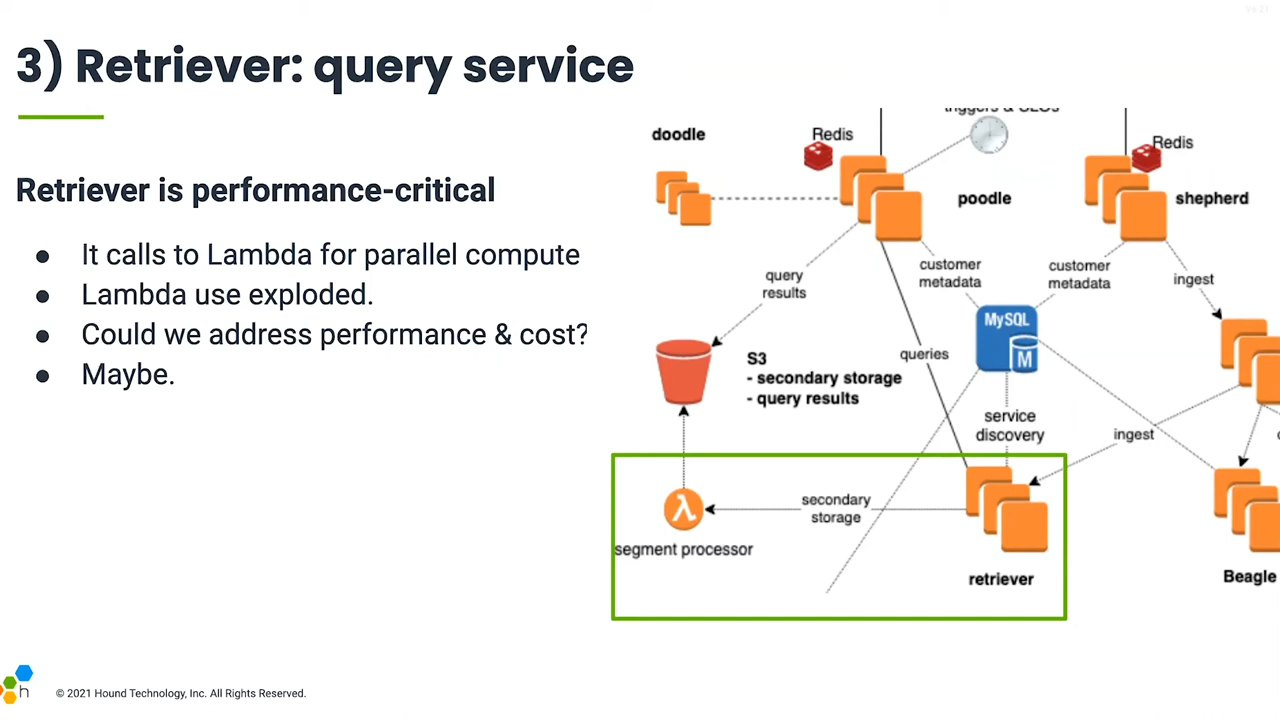 3) Retriever: query service
Retriever is performance-critical
● It calls to Lambda for parallel compute
● Lambda use exploded.
● Could we address performance & cost?
● Maybe.
triggers & SLOs
doodle
Redis
Redis
poodle
shepherd
query
results
customer
metadata
customer
metadata
ingest
MySQL
M
S3
- secondary storage
- query results
queries
service
discovery
ingest
secondary
storage
λ
segment processor
retriever
Beagle
h
© 2021 Hound Technology, Inc. All Rights Reserved.